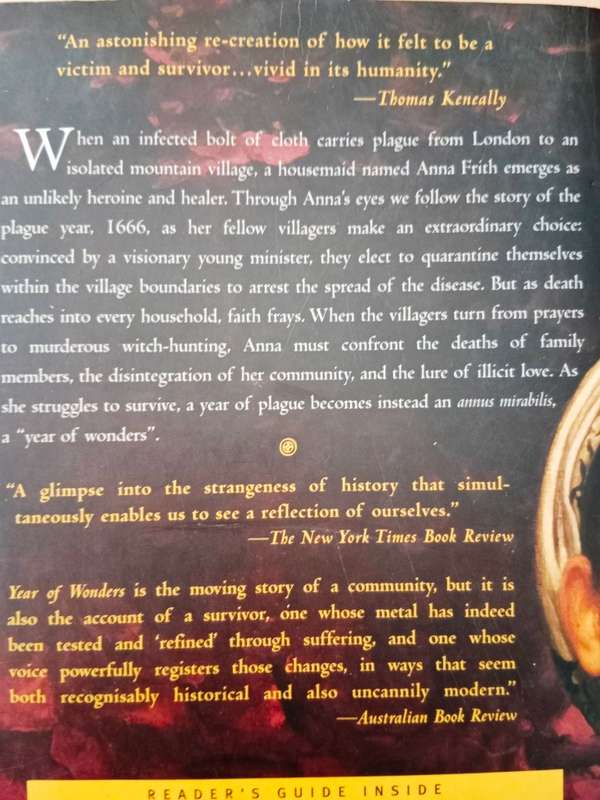 “An astonishing re-creation of how it felt to be a
victim and survivor...vivid in its humanity.”
—Thomas Keneally
When an infected bolt of cloth carries plague from London to an
isolated mountain village, a housemaid named Anna Frith emerges as
an unlikely heroine and healer. Through Anna's eyes we follow the story of the
plague year, 1666, as her fellow villagers make an extraordinary choice:
convinced by a visionary young minister, they elect to quarantine themselves
within the village boundaries to arrest the spread of the disease. But as death
reaches into every household, faith frays. When the villagers turn from prayers
to murderous witch-hunting, Anna must confront the deaths of family
members, the disintegration of her community, and the lure of illicit love. As
she struggles to survive, a year of plague becomes instead an annus mirabilis,
a “year of wonders”.
“A glimpse into the strangeness of history that simul-
taneously enables us to see a reflection of ourselves.”
—The New York Times Book Review
Year of Wonders is the moving story of a community, but it is
also the account of a survivor, one whose metal has indeed
been tested and ‘refined’ through suffering, and one whose
voice powerfully registers those changes, in ways that seem
both recognisably historical and also uncannily modern.”
—Australian Book Review
READER'S GUIDE INSIDE